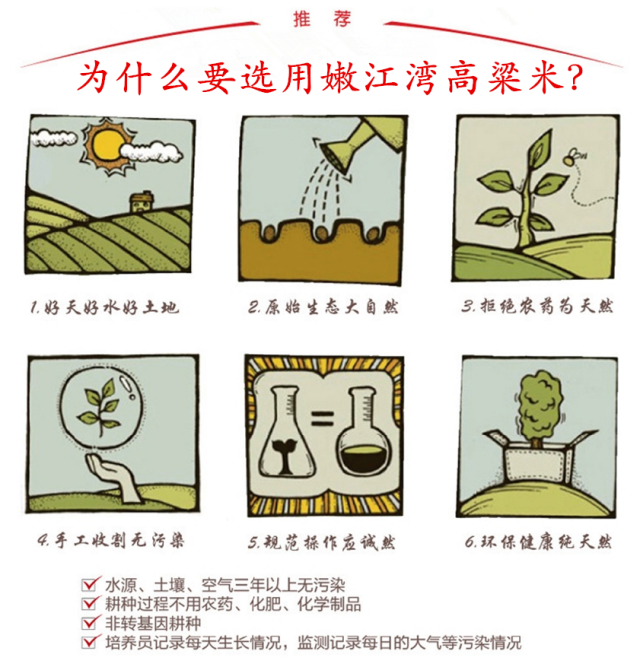 推 荐
为什么要选用嫩江湾高粱米?
1.好天好水好土地
2.原始生态大自然
3.拒绝农药为天然
4.手工收割无污染
5.规范操作应诚然
6.环保健康纯天然
水源、土壤、空气三年以上无污染
耕种过程不用农药、化肥、化学制品
非转基因耕种
培养员记录每天生长情况，监测记录每日的大气等污染情况